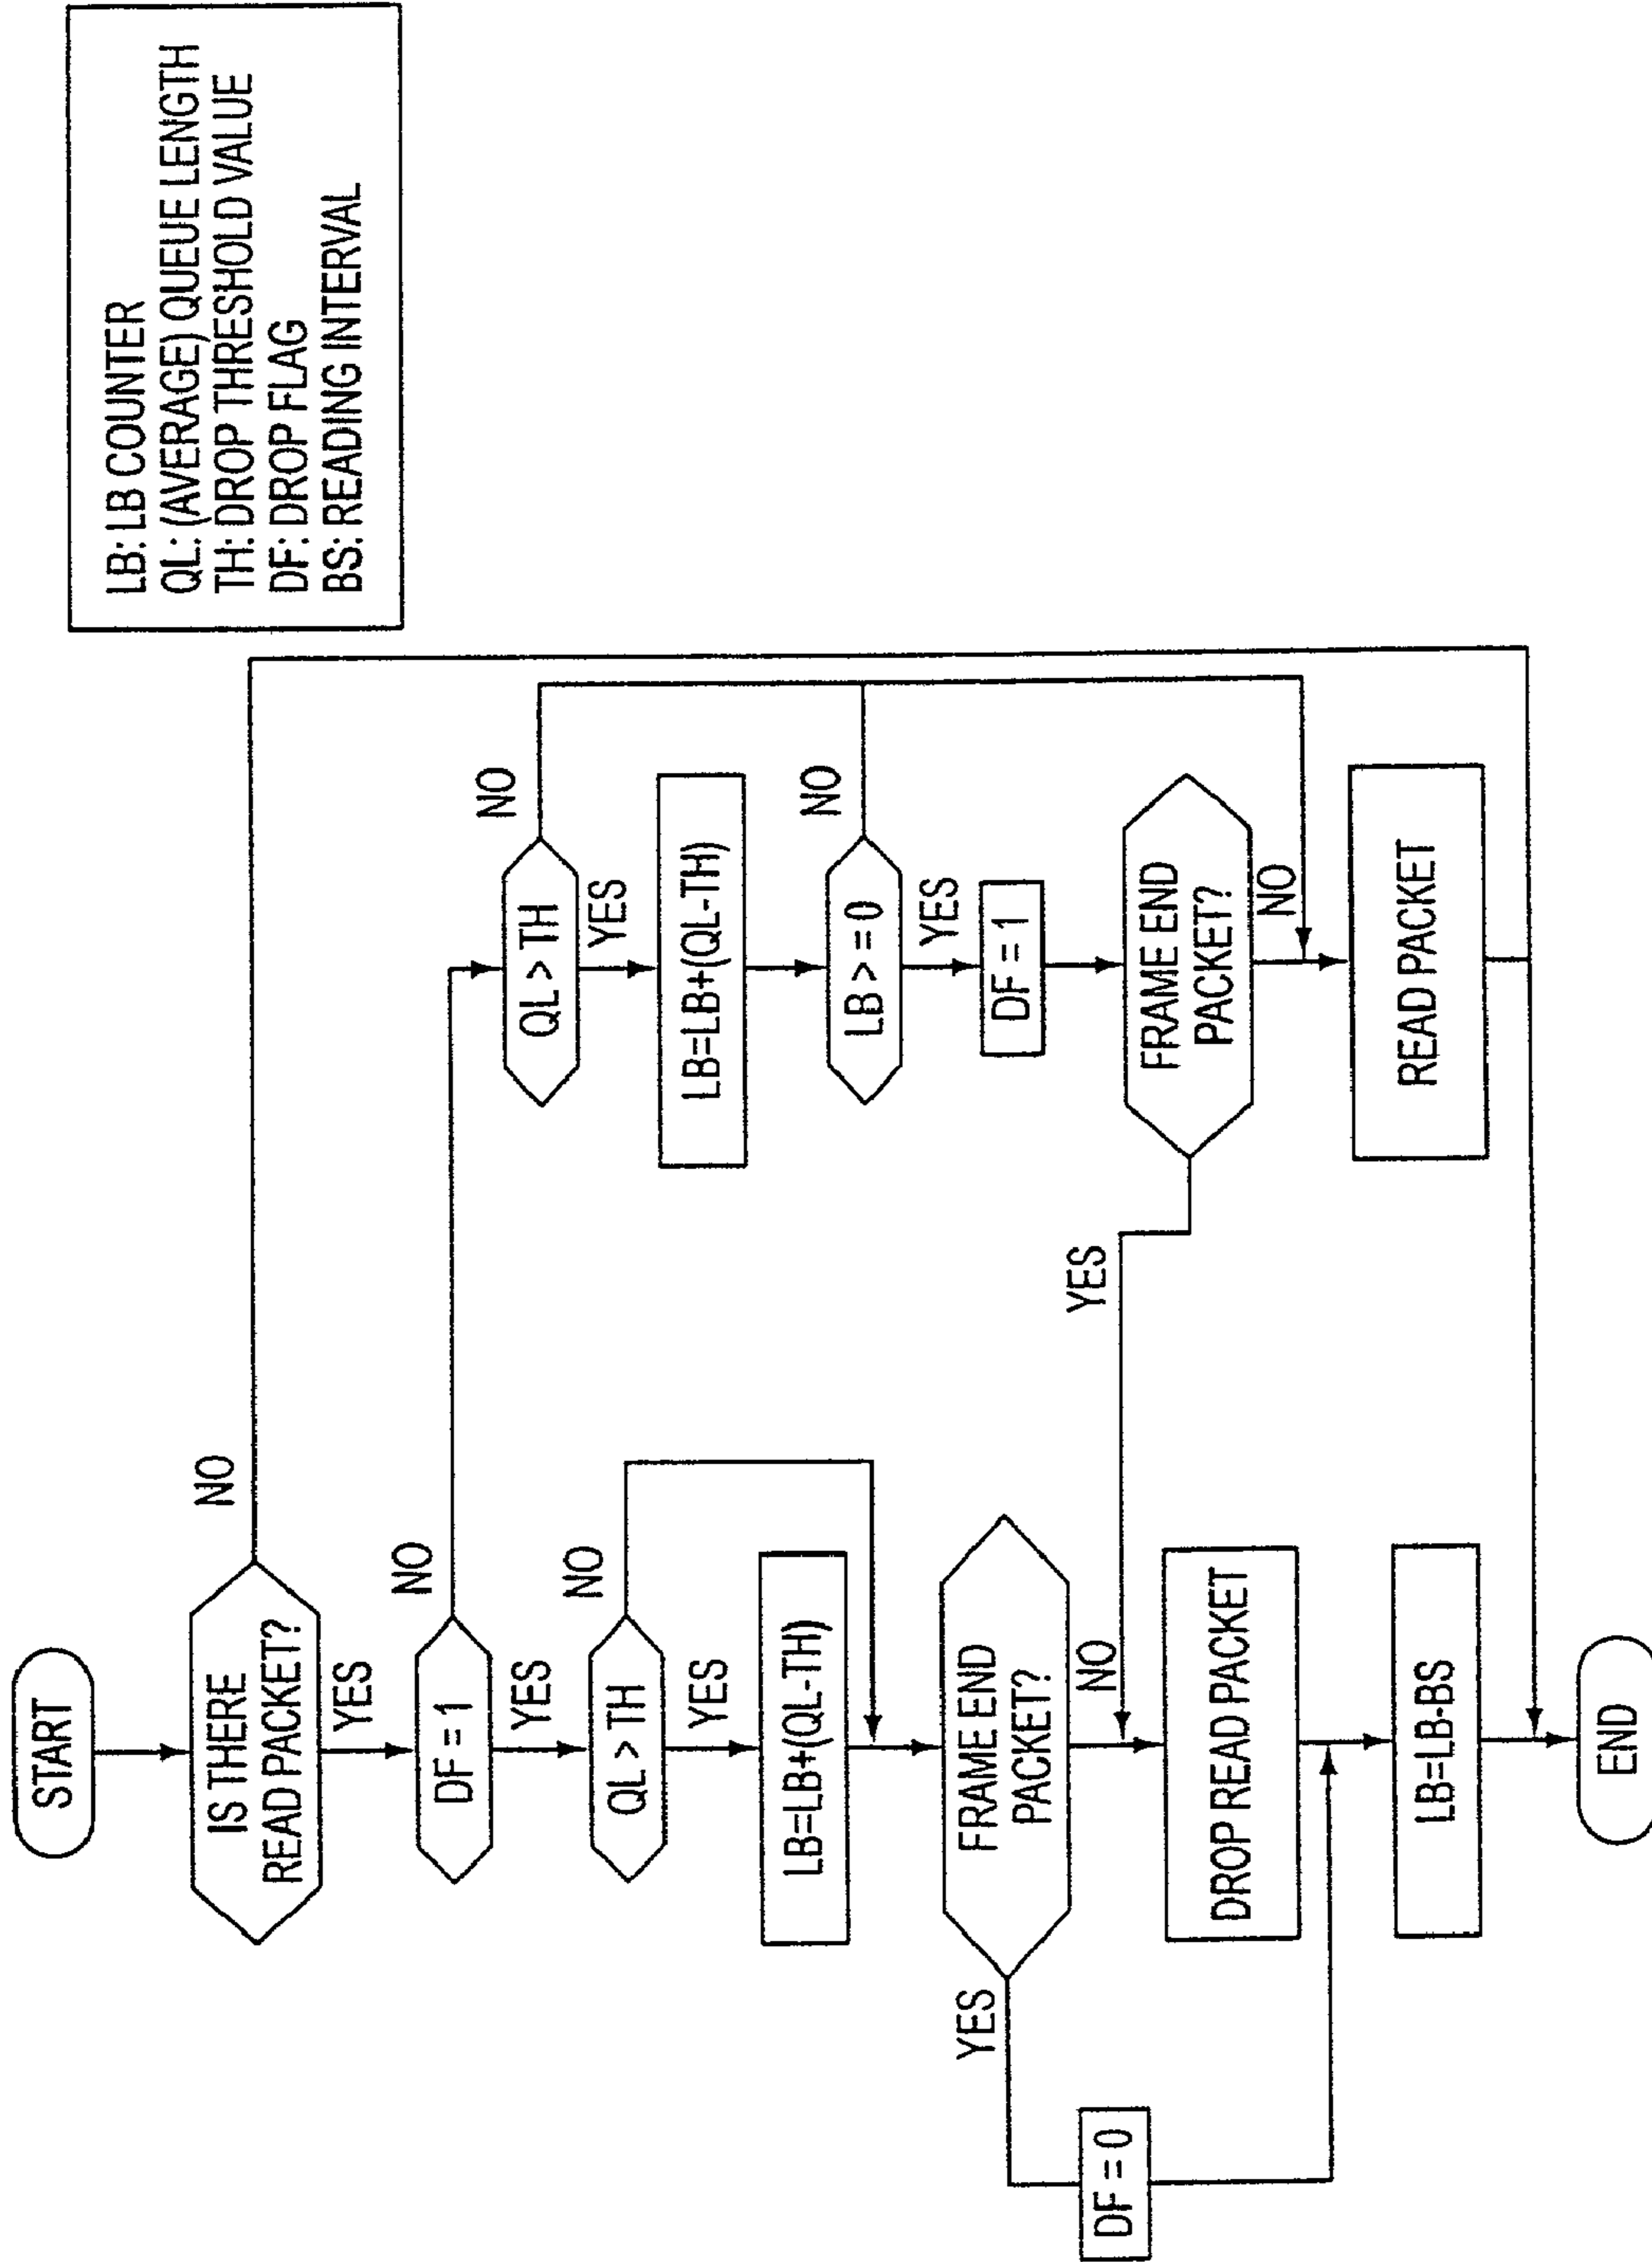 LB: LB COUNTER
QL: (AVERAGE) QUEUE LENGTH
TH: DROP THRESHOLD VALUE
DF: DROP FLAG
BS: READING INTERVAL
START
IS THERE
READ PACKET?
NO
YES
DF = 1
NO
YES
QL > TH
NO
YES
LB=LB+(QL-TH)
FRAME END
PACKET?
YES
NO
DF = 0
DROP READ PACKET
LB=LB-BS
END
QL > TH
NO
YES
LB=LB+(QL-TH)
LB > = 0
NO
YES
DF = 1
FRAME END
PACKET?
YES
NO
READ PACKET